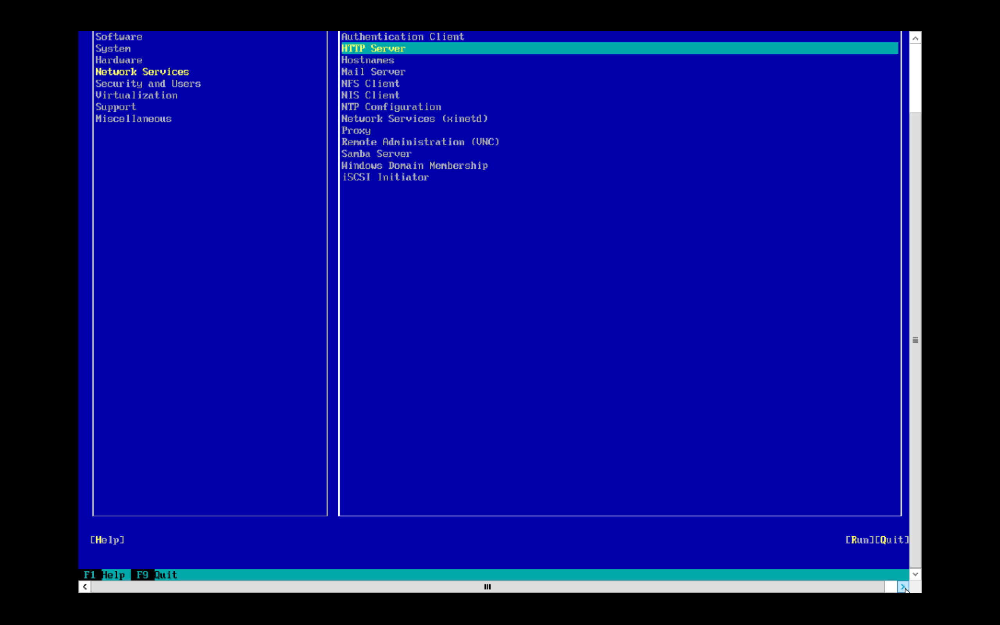 Software
System
Hardware
Network Services
Security and Users
Virtualization
Support
Miscellaneous
Authentication Client
HTTP Server
Hostnames
Mail Server
NFS Client
NIS Client
NTP Configuration
Network Services (xinetd)
Proxy
Remote Administration (VNC)
Samba Server
Windows Domain Membership
iSCSI Initiator
[Help] [Run][Quit]
F1 Help F9 Quit